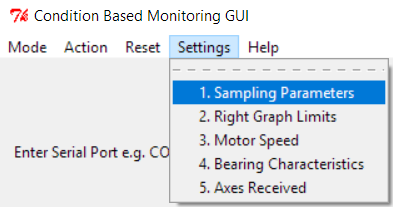 Condition Based Monitoring GUI
Mode Action Reset Settings Help
1. Sampling Parameters
2. Right Graph Limits
3. Motor Speed
Enter Serial Port e.g. CO
4. Bearing Characteristics
5. Axes Received